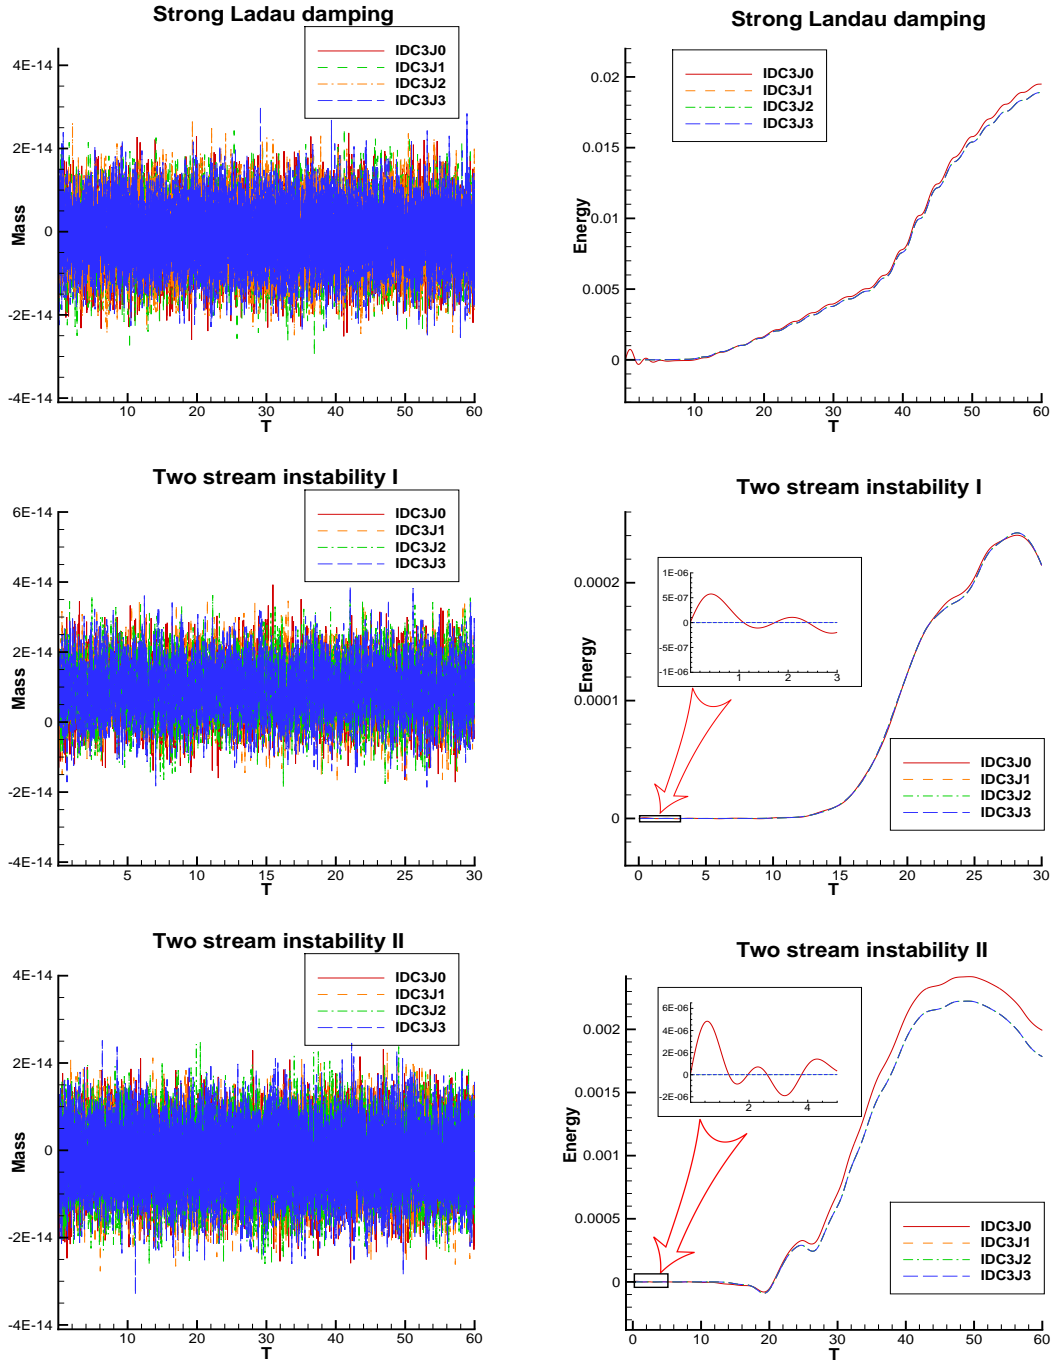 Strong Ladau damping
IDC3J0
IDC3J1
IDC3J2
IDC3J3
4E-14
2E-14
0
-2E-14
-4E-14
Mass
10 20 30 40 50 60
T
Strong Landau damping
IDC3J0
IDC3J1
IDC3J2
IDC3J3
0.02
0.015
0.01
0.005
0
Energy
10 20 30 40 50 60
T
Two stream instability I
IDC3J0
IDC3J1
IDC3J2
IDC3J3
6E-14
4E-14
2E-14
0
-2E-14
-4E-14
Mass
5 10 15 20 25 30
T
Two stream instability I
1E-06
5E-07
0
-5E-07
-1E-06
1 2 3
0.0002
0.0001
0
Energy
IDC3J0
IDC3J1
IDC3J2
IDC3J3
0 5 10 15 20 25 30
T
Two stream instability II
IDC3J0
IDC3J1
IDC3J2
IDC3J3
4E-14
2E-14
0
-2E-14
-4E-14
Mass
10 20 30 40 50 60
T
Two stream instability II
6E-06
4E-06
2E-06
0
-2E-06
2 4
0.002
0.0015
0.001
0.0005
0
Energy
IDC3J0
IDC3J1
IDC3J2
IDC3J3
0 10 20 30 40 50 60
T